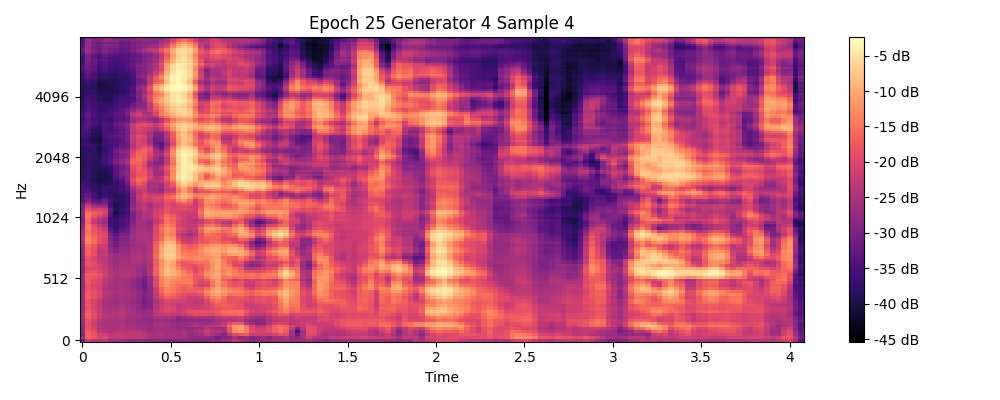 Epoch 25 Generator 4 Sample 4
Hz
4096
2048
1024
512
0
0
0.5
1
1.5
2
2.5
3
3.5
4
Time
-5 dB
-10 dB
-15 dB
-20 dB
-25 dB
-30 dB
-35 dB
-40 dB
-45 dB